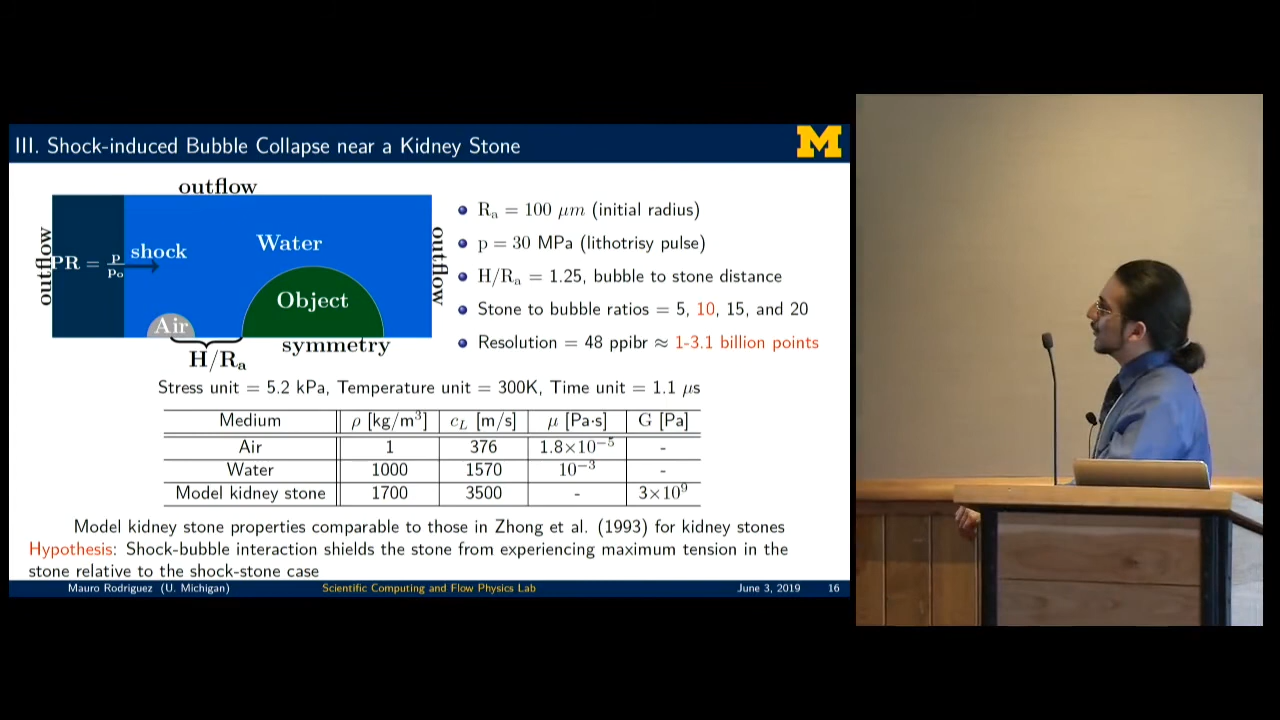 III. Shock-induced Bubble Collapse near a Kidney Stone
M
outflow
outflow
PR = p/pₒ
shock
Water
Object
Air
outflow
H/Rₐ
symmetry
Rₐ = 100 μm (initial radius)
p = 30 MPa (lithotrisy pulse)
H/Rₐ = 1.25, bubble to stone distance
Stone to bubble ratios = 5, 10, 15, and 20
Resolution = 48 ppibr ≈ 1-3.1 billion points
Stress unit = 5.2 kPa, Temperature unit = 300K, Time unit = 1.1 μs
Medium ρ [kg/m³] c_L [m/s] μ [Pa·s] G [Pa]
Air 1 376 1.8×10⁻⁵ -
Water 1000 1570 10⁻³ -
Model kidney stone 1700 3500 - 3×10⁹
Model kidney stone properties comparable to those in Zhong et al. (1993) for kidney stones
Hypothesis: Shock-bubble interaction shields the stone from experiencing maximum tension in the
stone relative to the shock-stone case
Mauro Rodriguez (U. Michigan) Scientific Computing and Flow Physics Lab June 3, 2019 16